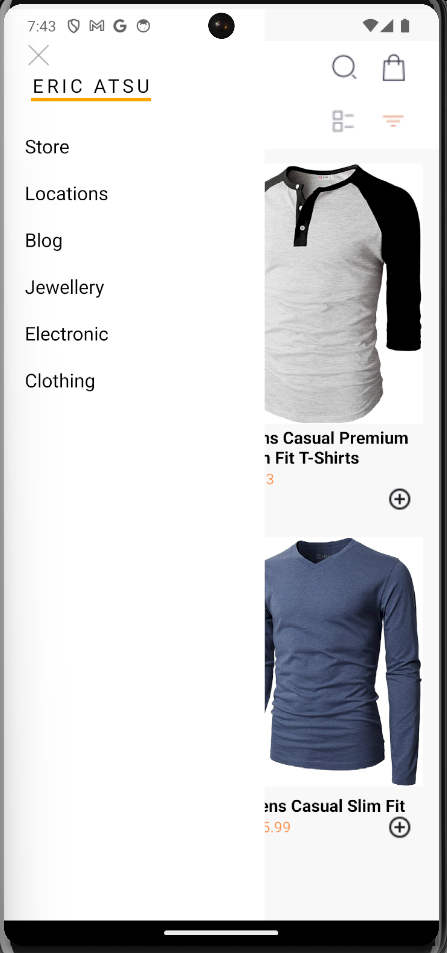 7:43
ERIC ATSU
Store
Locations
Blog
Jewellery
Electronic
Clothing
ns Casual Premium
n Fit T-Shirts
3
ens Casual Slim Fit
5.99